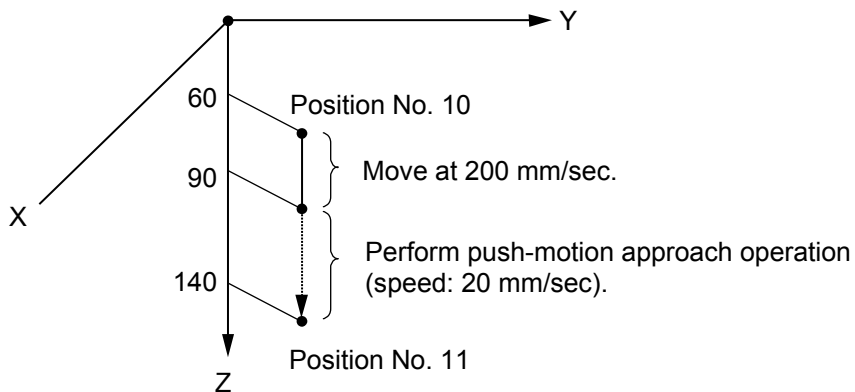 Y
60
Position No. 10
Move at 200 mm/sec.
90
X
Perform push-motion approach operation
(speed: 20 mm/sec).
140
Position No. 11
Z